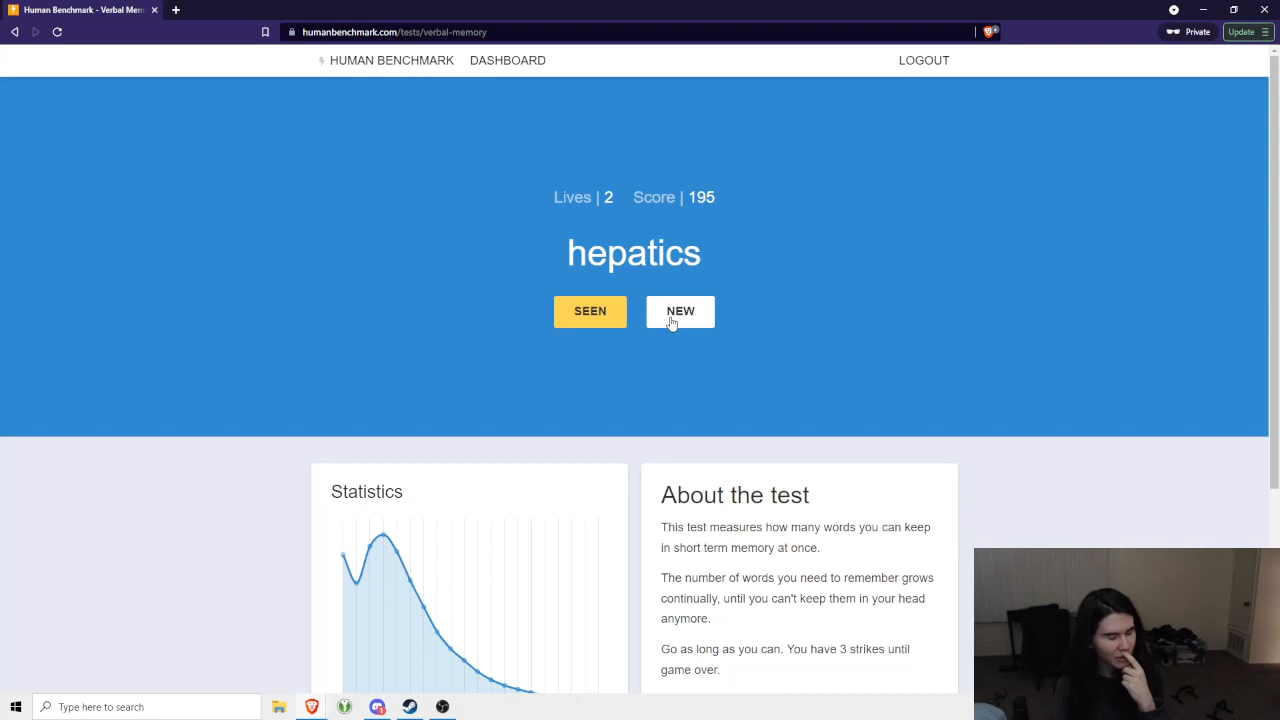 Human Benchmark - Verbal Mem
humanbenchmark.com/tests/verbal-memory
4
Private
Update
HUMAN BENCHMARK
DASHBOARD
LOGOUT
Lives | 2
Score | 195
hepatics
SEEN
NEW
Statistics
About the test
This test measures how many words you can keep
in short term memory at once.
The number of words you need to remember grows
continually, until you can't keep them in your head
anymore.
Go as long as you can. You have 3 strikes until
game over.
Type here to search